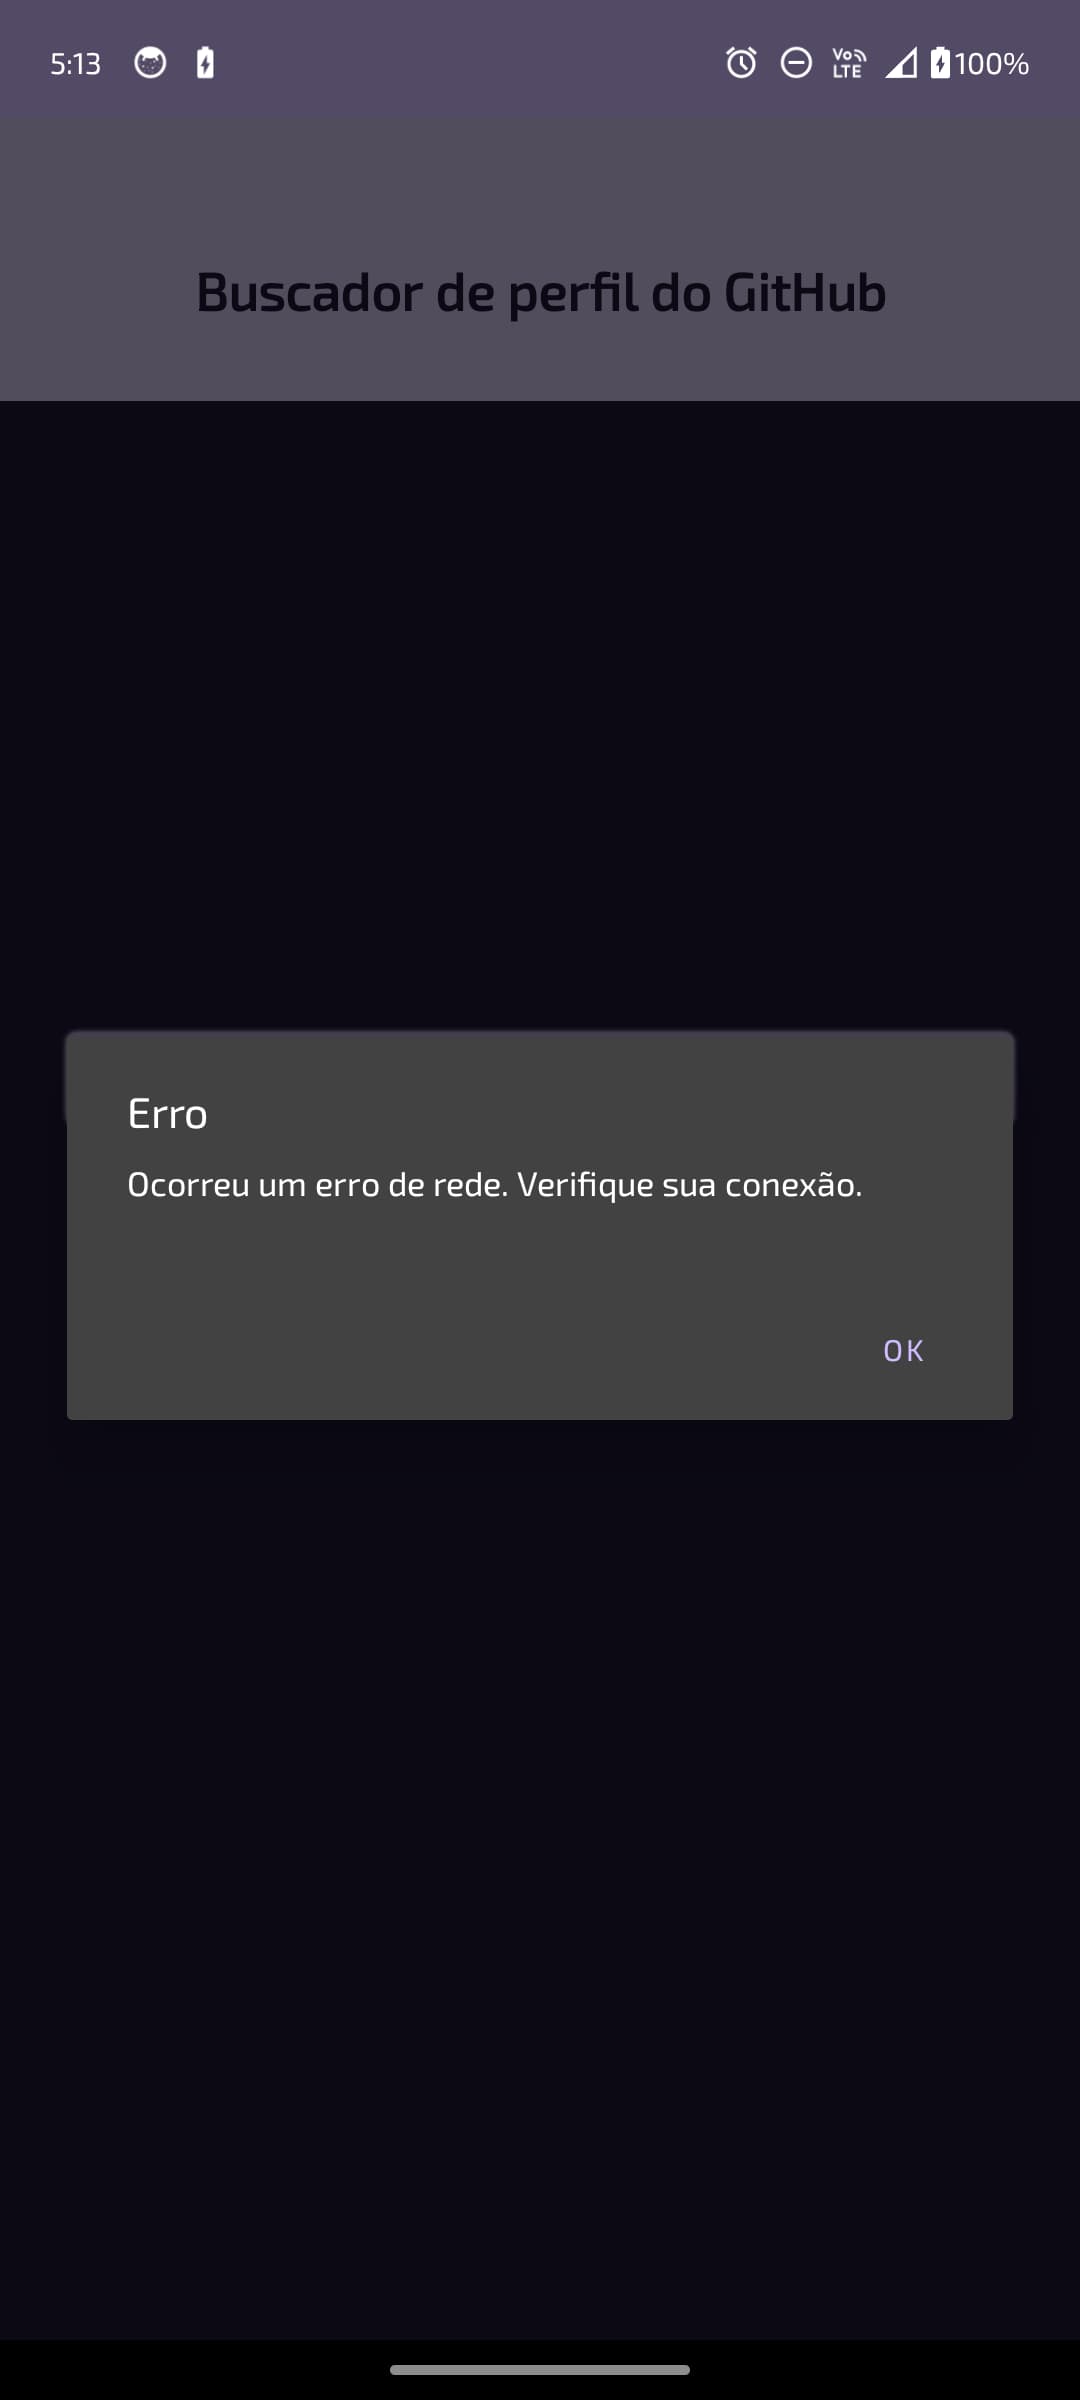 5:13 Vo LTE 100%
Buscador de perfil do GitHub
Erro
Ocorreu um erro de rede. Verifique sua conexão.
OK